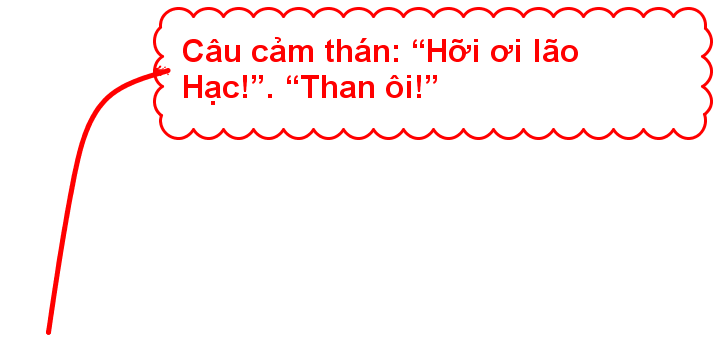 Câu cảm thán: “Hỡi ơi lão
Hạc!”. “Than ôi!”